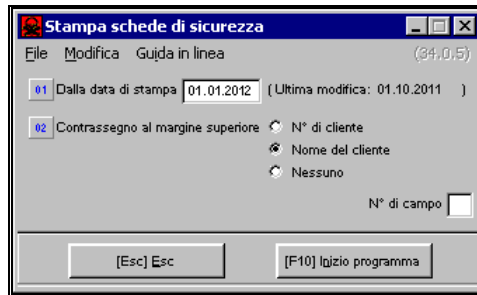 Stampa schede di sicurezza
File Modifica Guida in linea (34.0.5)
01 Dalla data di stampa 01.01.2012 (Ultima modifica: 01.10.2011 )
02 Contrassegno al margine superiore N° di cliente
Nome del cliente
Nessuno
N° di campo
[Esc] Esc [F10] Inizio programma